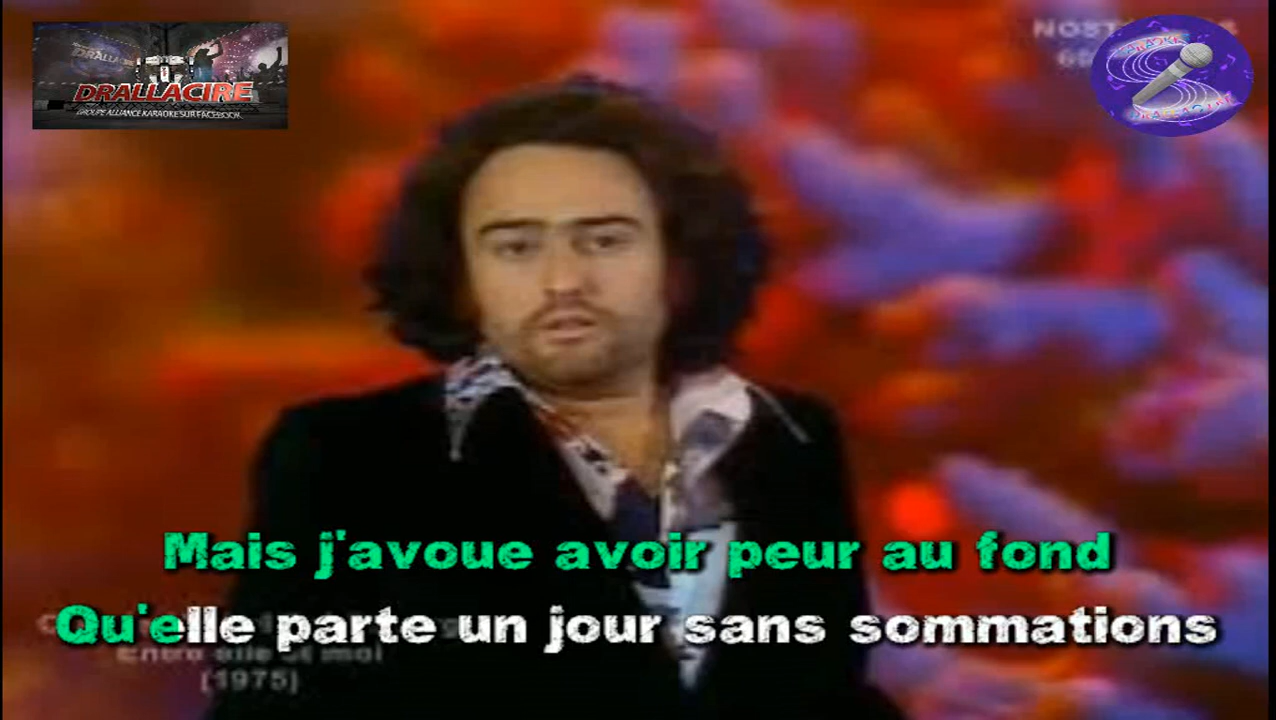 DRALLACIRE
GROUPE ALLIANCE KARAOKE SUR FACEBOOK
KARAOKE
Mais j'avoue avoir peur au fond
Qu'elle parte un jour sans sommations
Entre elle et moi
(1975)